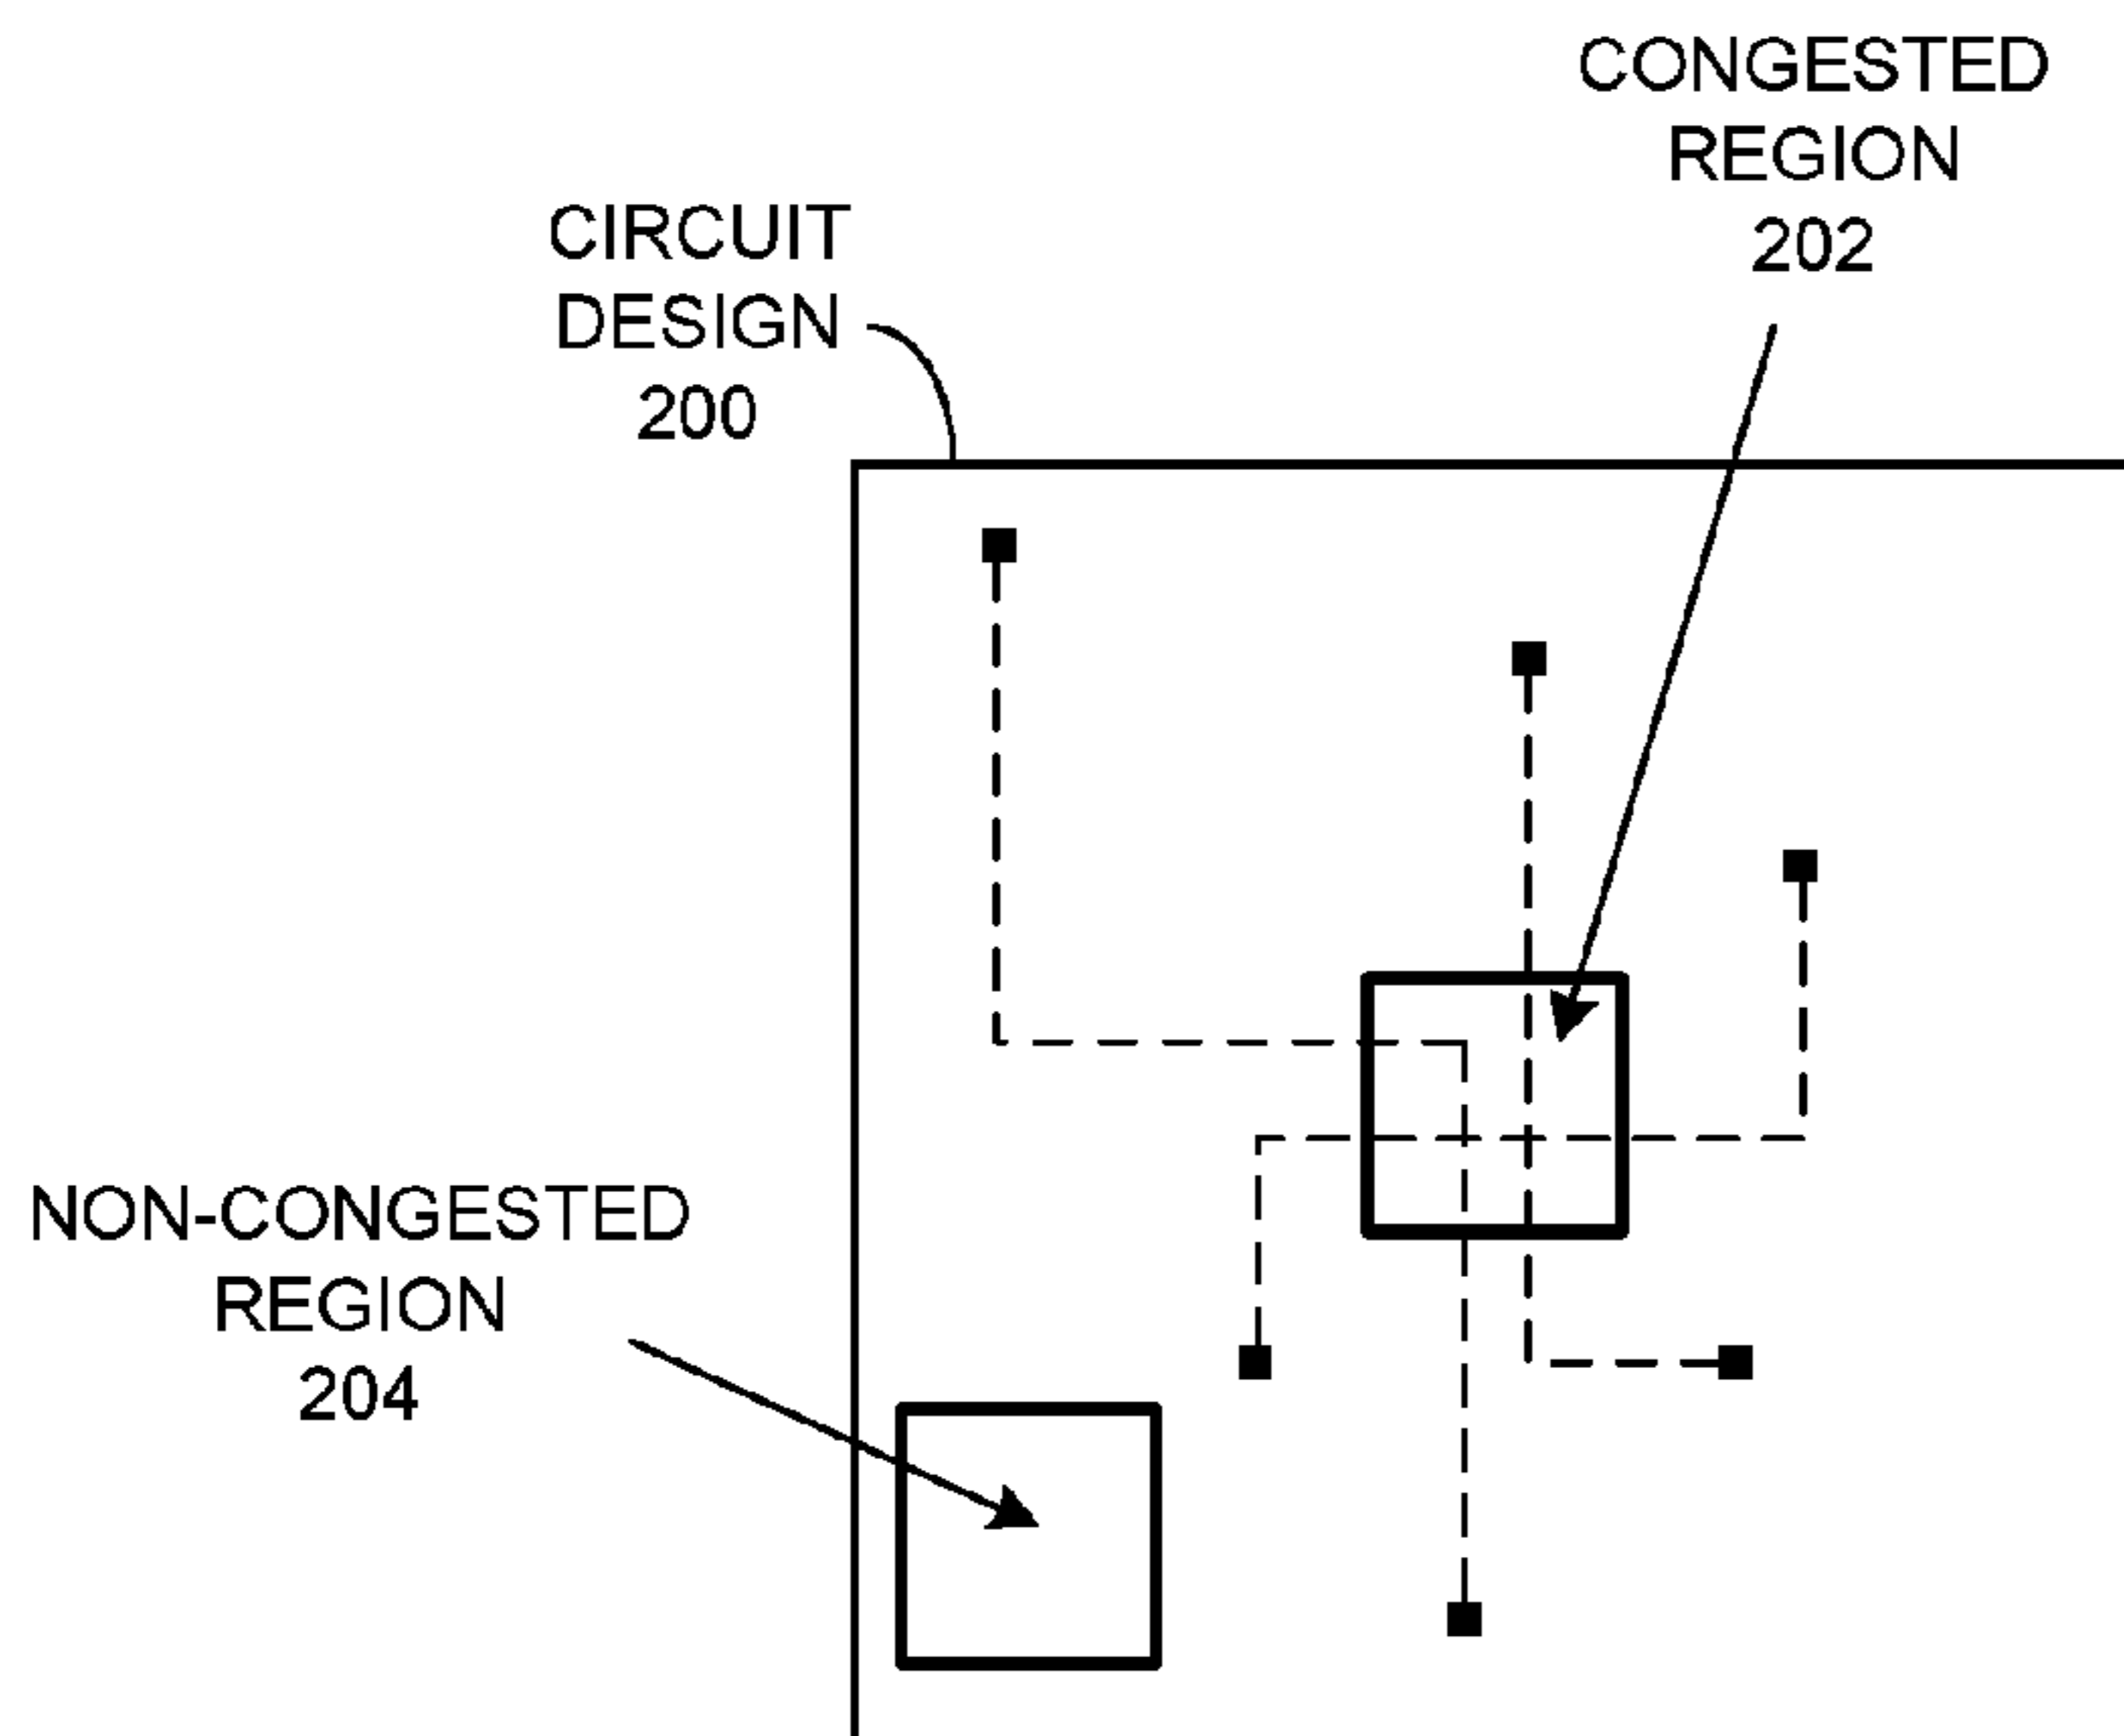 CONGESTED
REGION
202
CIRCUIT
DESIGN
200
NON-CONGESTED
REGION
204